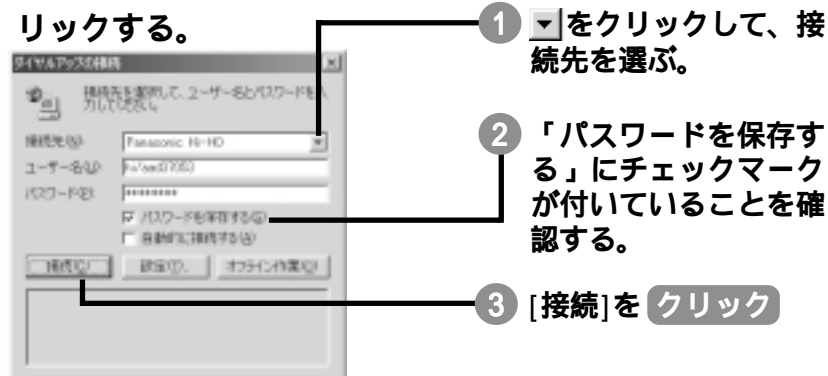 リックする。
ダイヤルアップの接続
接続先を選択して、ユーザー名とパスワードを入
力してください。
接続先(S):
Panasonic Hi-HO
ユーザー名(U):
パスワード(P):
********
パスワードを保存する(S)
自動的に接続する(A)
接続(C)
設定(T)...
オフライン作業(O)
1 をクリックして、接
続先を選ぶ。
2 「パスワードを保存す
る」にチェックマーク
が付いていることを確
認する。
3 [接続]を クリック